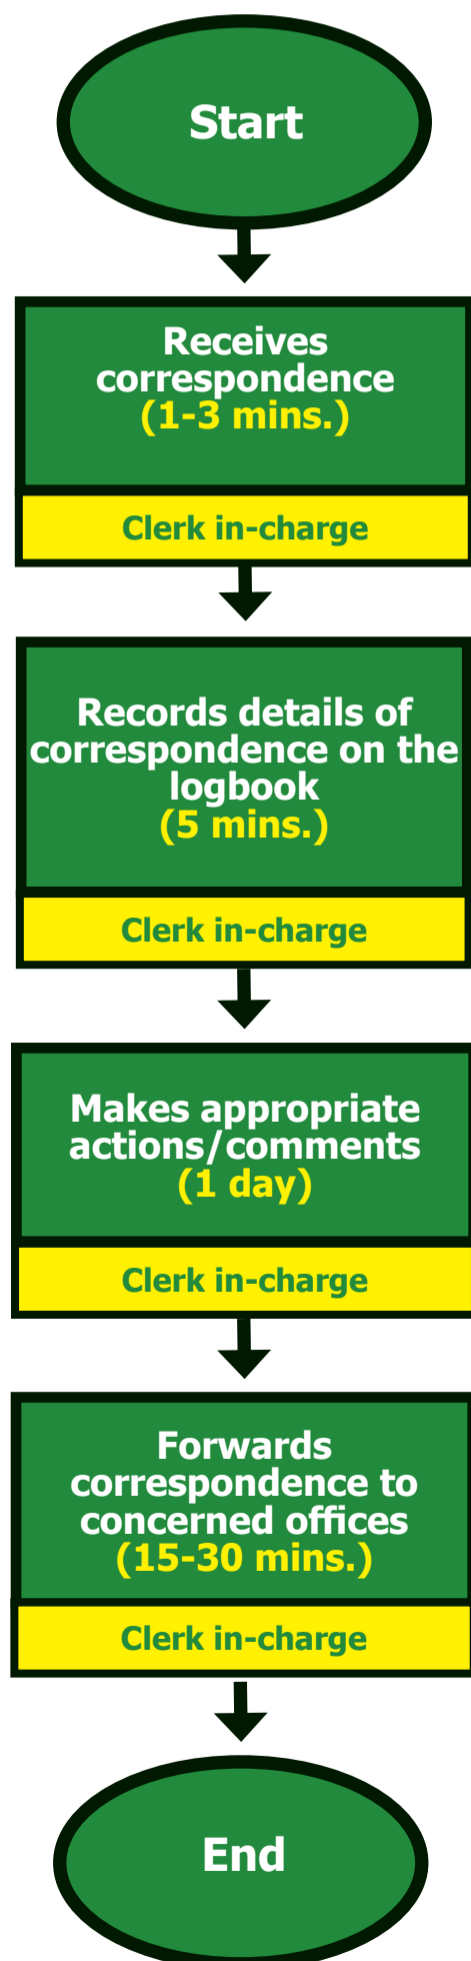 Start
Receives
correspondence
(1-3 mins.)
Clerk in-charge
Records details of
correspondence on the
logbook
(5 mins.)
Clerk in-charge
Makes appropriate
actions/comments
(1 day)
Clerk in-charge
Forwards
correspondence to
concerned offices
(15-30 mins.)
Clerk in-charge
End